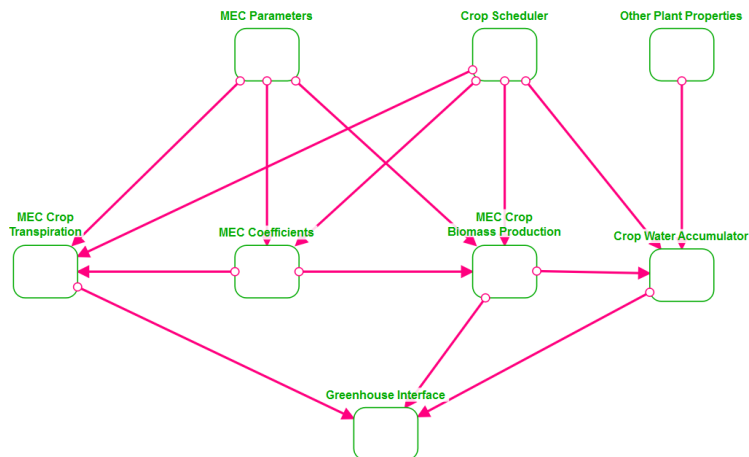 MEC Parameters
Crop Scheduler
Other Plant Properties
MEC Crop
Transpiration
MEC Coefficients
MEC Crop
Biomass Production
Crop Water Accumulator
Greenhouse Interface